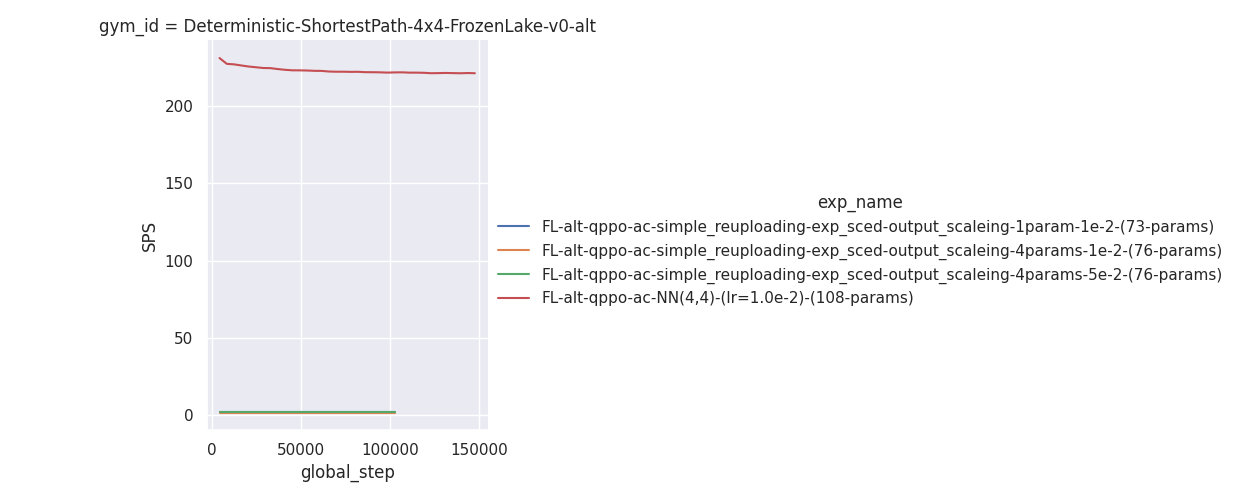 gym_id = Deterministic-ShortestPath-4x4-FrozenLake-v0-alt
200
150
100
50
0
SPS
0
50000
100000
150000
global_step
exp_name
FL-alt-qppo-ac-simple_reuploading-exp_sced-output_scaleing-1param-1e-2-(73-params)
FL-alt-qppo-ac-simple_reuploading-exp_sced-output_scaleing-4params-1e-2-(76-params)
FL-alt-qppo-ac-simple_reuploading-exp_sced-output_scaleing-4params-5e-2-(76-params)
FL-alt-qppo-ac-NN(4,4)-(lr=1.0e-2)-(108-params)